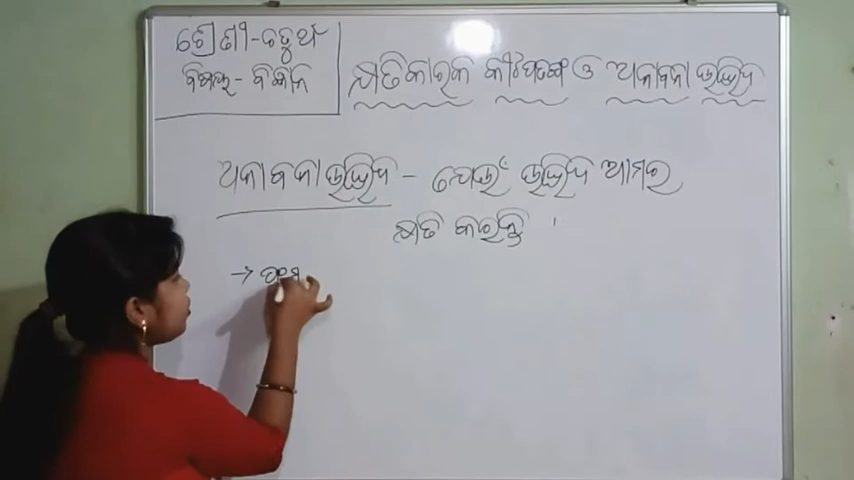 ଶ୍ରେଣୀ-ଚତୁର୍ଥ
ବିଷୟ- ବିଜ୍ଞାନ
କ୍ଷତିକାରକ କୀଟପତଙ୍ଗ ଓ ଅନାବନା ଉଦ୍ଭିଦ
ଅନାବନା ଉଦ୍ଭିଦ - ଯେଉଁ ଉଦ୍ଭିଦ ଆମର
କ୍ଷତି କରନ୍ତି